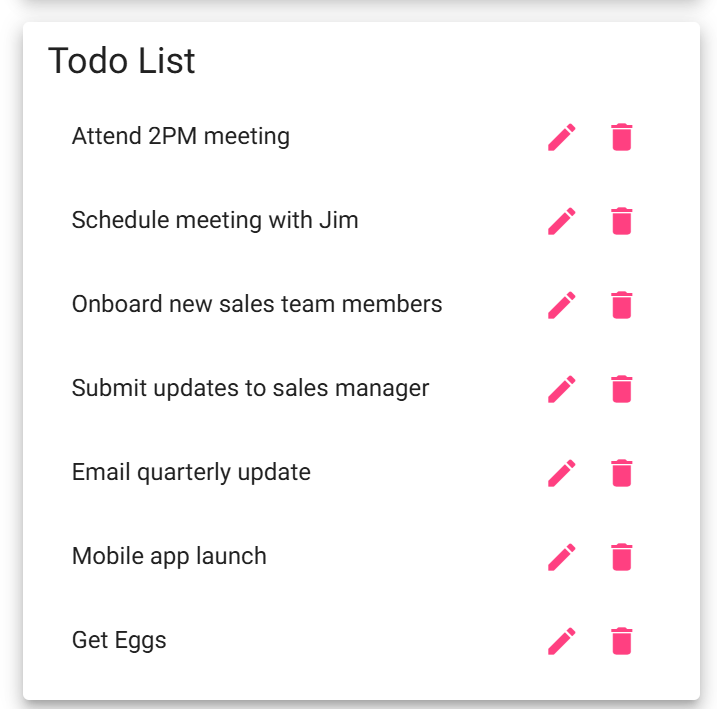 Todo List
Attend 2PM meeting
Schedule meeting with Jim
Onboard new sales team members
Submit updates to sales manager
Email quarterly update
Mobile app launch
Get Eggs